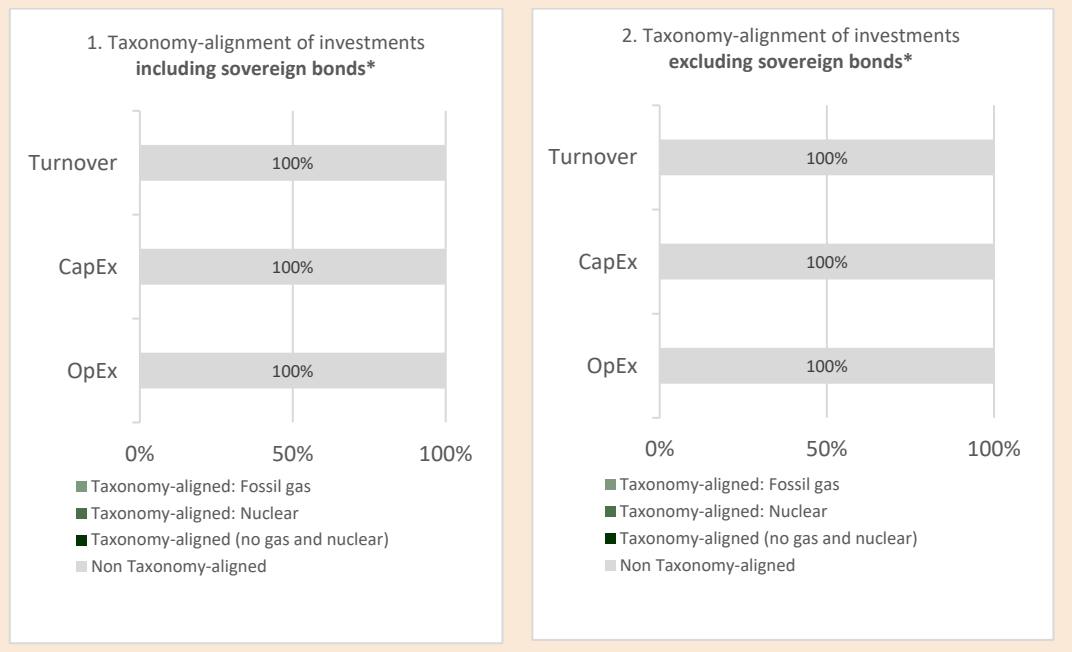 1. Taxonomy-alignment of investments
including sovereign bonds*
Turnover
100%
CapEx
100%
OpEx
100%
0%
50%
100%
Taxonomy-aligned: Fossil gas
Taxonomy-aligned: Nuclear
Taxonomy-aligned (no gas and nuclear)
Non Taxonomy-aligned
2. Taxonomy-alignment of investments
excluding sovereign bonds*
Turnover
100%
CapEx
100%
OpEx
100%
0%
50%
100%
Taxonomy-aligned: Fossil gas
Taxonomy-aligned: Nuclear
Taxonomy-aligned (no gas and nuclear)
Non Taxonomy-aligned